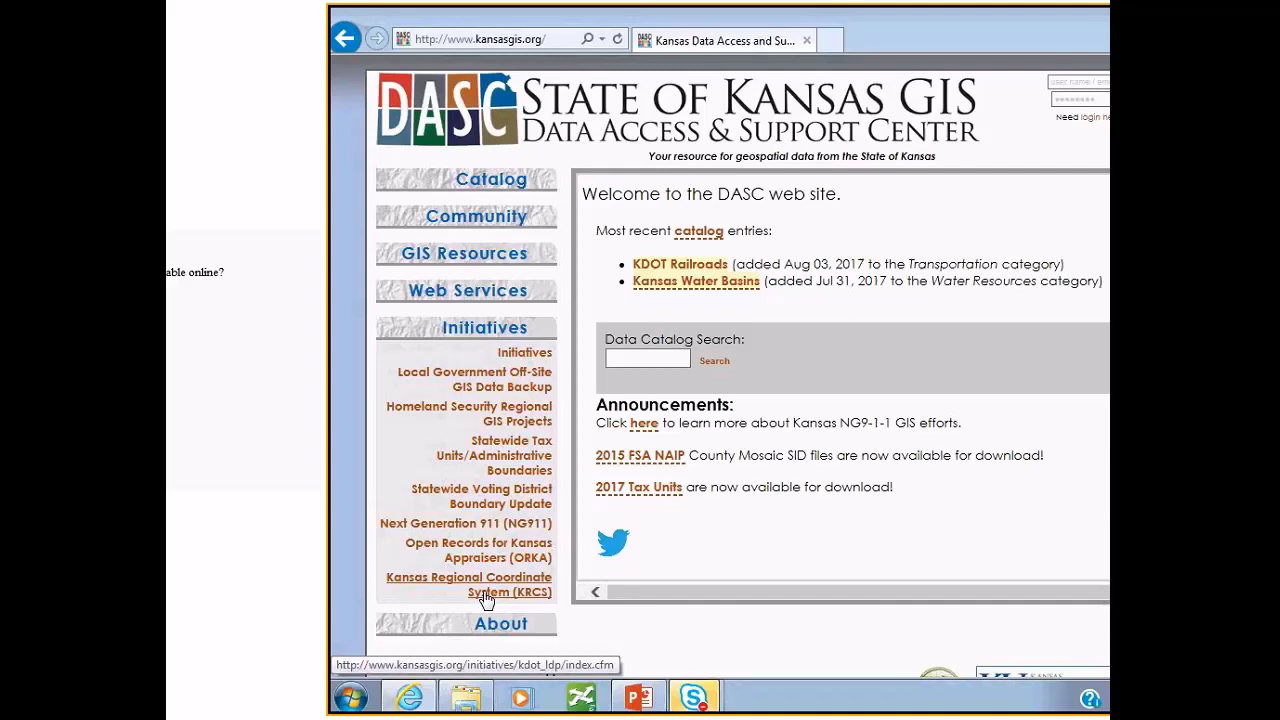 http://www.kansasgis.org/
Kansas Data Access and Su...
DASC
STATE OF KANSAS GIS
DATA ACCESS & SUPPORT CENTER
Your resource for geospatial data from the State of Kansas
Need login he
Catalog
Community
GIS Resources
Web Services
Initiatives
Initiatives
Local Government Off-Site
GIS Data Backup
Homeland Security Regional
GIS Projects
Statewide Tax
Units/Administrative
Boundaries
Statewide Voting District
Boundary Update
Next Generation 911 (NG911)
Open Records for Kansas
Appraisers (ORKA)
Kansas Regional Coordinate
System (KRCS)
About
Welcome to the DASC web site.
Most recent catalog entries:
KDOT Railroads (added Aug 03, 2017 to the Transportation category)
Kansas Water Basins (added Jul 31, 2017 to the Water Resources category)
Data Catalog Search:
Search
Announcements:
Click here to learn more about Kansas NG9-1-1 GIS efforts.
2015 FSA NAIP County Mosaic SID files are now available for download!
2017 Tax Units are now available for download!
able online?
http://www.kansasgis.org/initiatives/kdot_ldp/index.cfm